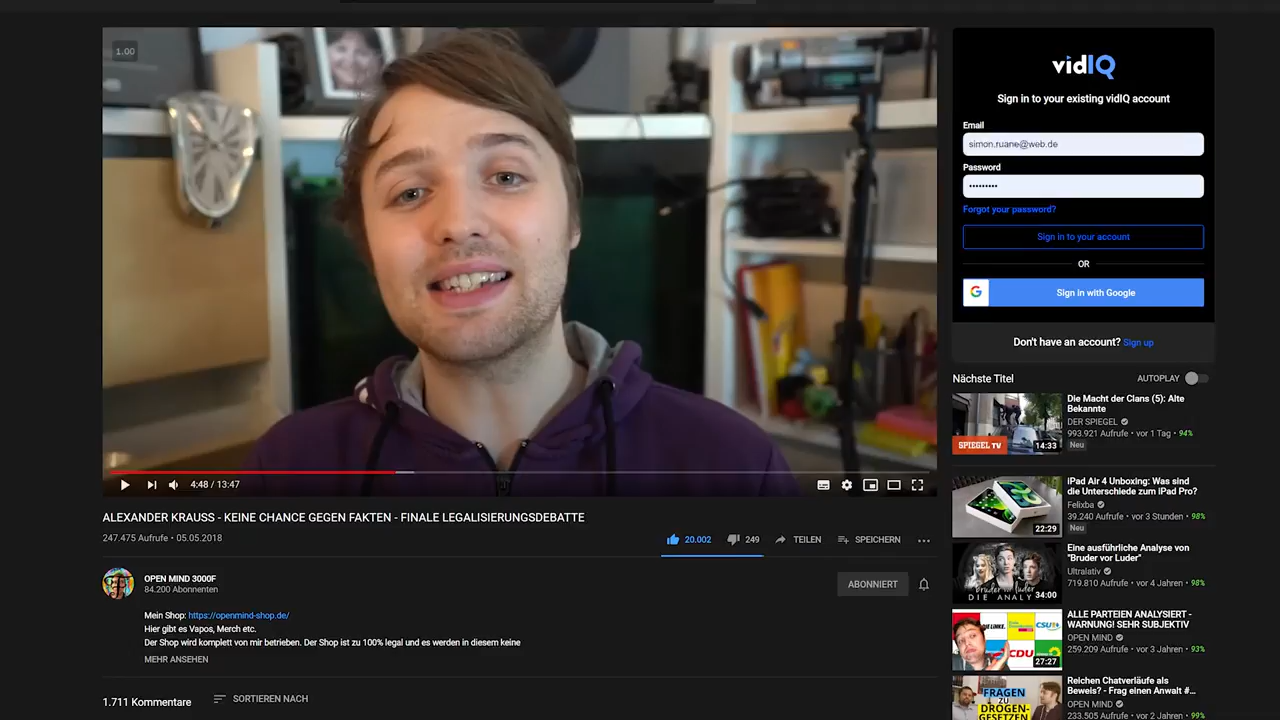 1.00
4:48 / 13:47
ALEXANDER KRAUSS - KEINE CHANCE GEGEN FAKTEN - FINALE LEGALISIERUNGSDEBATTE
247.475 Aufrufe • 05.05.2018
20.002
249
TEILEN
SPEICHERN
OPEN MIND 3000F
84.200 Abonnenten
ABONNIERT
Mein Shop: https://openmind-shop.de/
Hier gibt es Vapos, Merch etc.
Der Shop wird komplett von mir betrieben. Der Shop ist zu 100% legal und es werden in diesem keine
MEHR ANSEHEN
1.711 Kommentare
SORTIEREN NACH
vidIQ
Sign in to your existing vidIQ account
Email
simon.ruane@web.de
Password
•••••••••
Forgot your password?
Sign in to your account
OR
G
Sign in with Google
Don't have an account? Sign up
Nächste Titel
AUTOPLAY
SPIEGEL TV
14:33
Die Macht der Clans (5): Alte
Bekannte
DER SPIEGEL
993.921 Aufrufe • vor 1 Tag • 94%
Neu
22:29
iPad Air 4 Unboxing: Was sind
die Unterschiede zum iPad Pro?
Felixba
39.240 Aufrufe • vor 3 Stunden • 98%
Neu
bruder vor luder
DIE ANALY
34:00
Eine ausführliche Analyse von
"Bruder vor Luder"
Ultralativ
719.810 Aufrufe • vor 4 Jahren • 98%
DIE LINKE.
CSU
CDU
27:27
ALLE PARTEIEN ANALYSIERT -
WARNUNG! SEHR SUBJEKTIV
OPEN MIND
259.209 Aufrufe • vor 3 Jahren • 93%
FRAGEN
ZU
DROGEN-
GESETZEN
Reichen Chatverläufe als
Beweis? - Frag einen Anwalt #...
OPEN MIND
233.505 Aufrufe • vor 2 Jahren • 99%